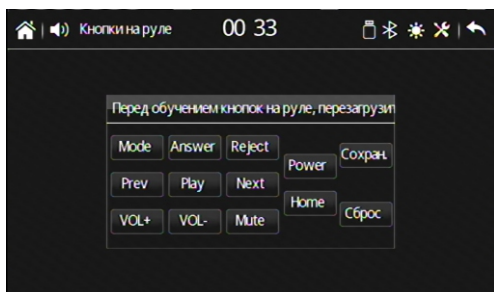 Кнопки на руле 00 33
Перед обучением кнопок на руле, перезагрузит
Mode Answer Reject Power Сохран.
Prev Play Next Home Сброс
VOL+ VOL- Mute